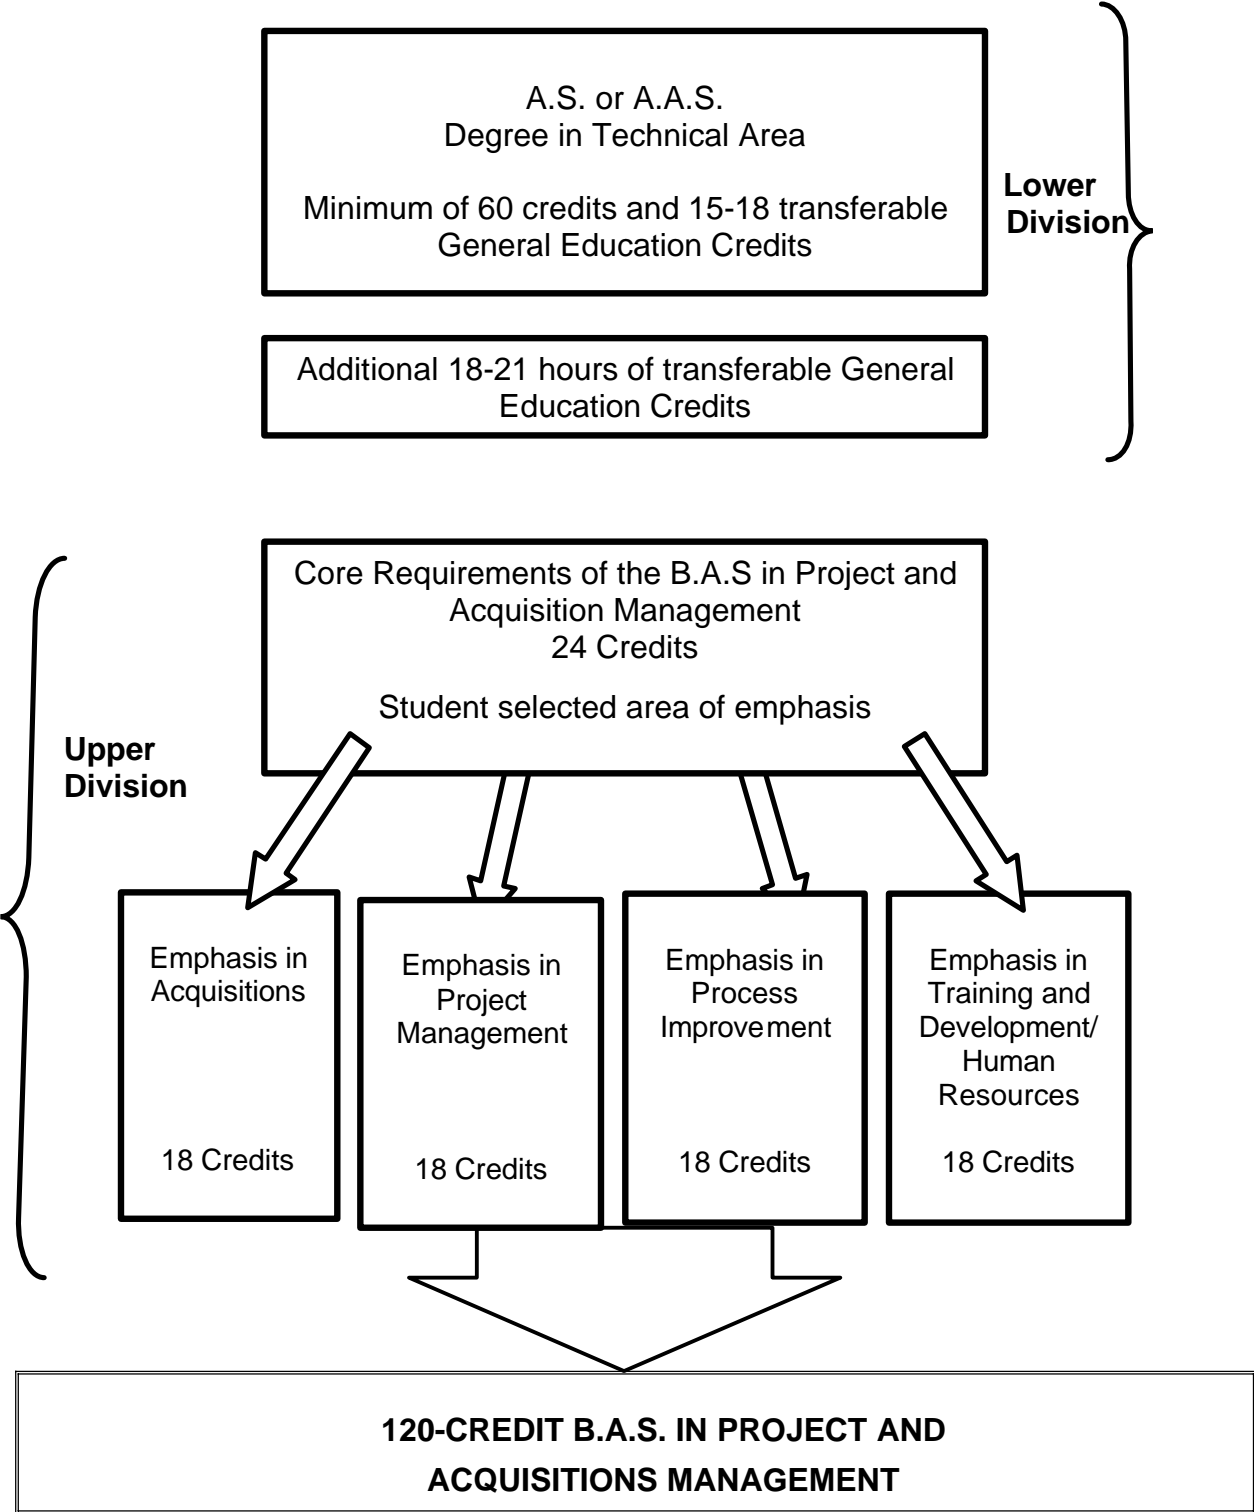 A.S. or A.A.S.
Degree in Technical Area
Minimum of 60 credits and 15-18 transferable
General Education Credits
Lower
Division
Additional 18-21 hours of transferable General
Education Credits
Core Requirements of the B.A.S in Project and
Acquisition Management
24 Credits
Student selected area of emphasis
Upper
Division
Emphasis in
Acquisitions
18 Credits
Emphasis in
Project
Management
18 Credits
Emphasis in
Process
Improvement
18 Credits
Emphasis in
Training and
Development/
Human
Resources
18 Credits
120-CREDIT B.A.S. IN PROJECT AND
ACQUISITIONS MANAGEMENT